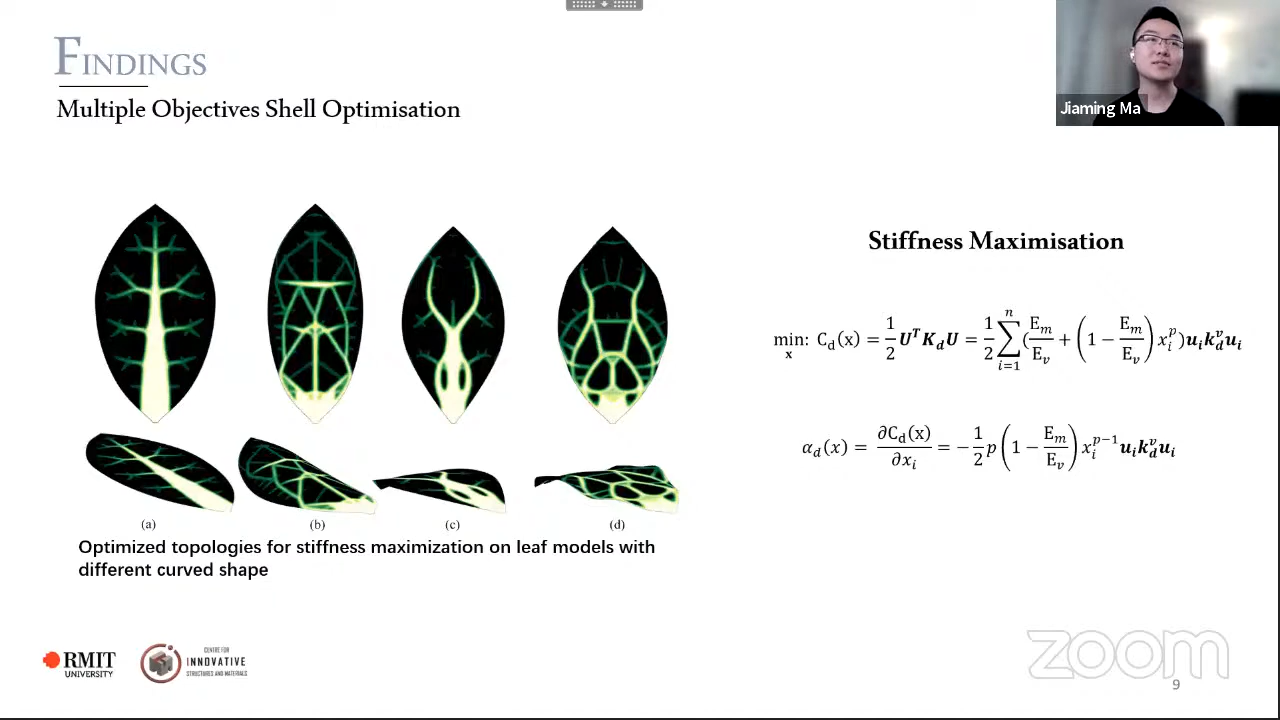 FINDINGS
Multiple Objectives Shell Optimisation
Jiaming Ma
Stiffness Maximisation
min: C_d(x) = 1/2 U^T K_d U = 1/2 ∑_{i=1}^{n} (E_m/E_v + (1 − E_m/E_v) x_i^p) u_i k_d^v u_i
x
α_d(x) = ∂C_d(x)/∂x_i = −1/2 p (1 − E_m/E_v) x_i^{p−1} u_i k_d^v u_i
(a) (b) (c) (d)
Optimized topologies for stiffness maximization on leaf models with
different curved shape
RMIT
UNIVERSITY
CENTRE FOR
INNOVATIVE
STRUCTURES AND MATERIALS
zoom
9